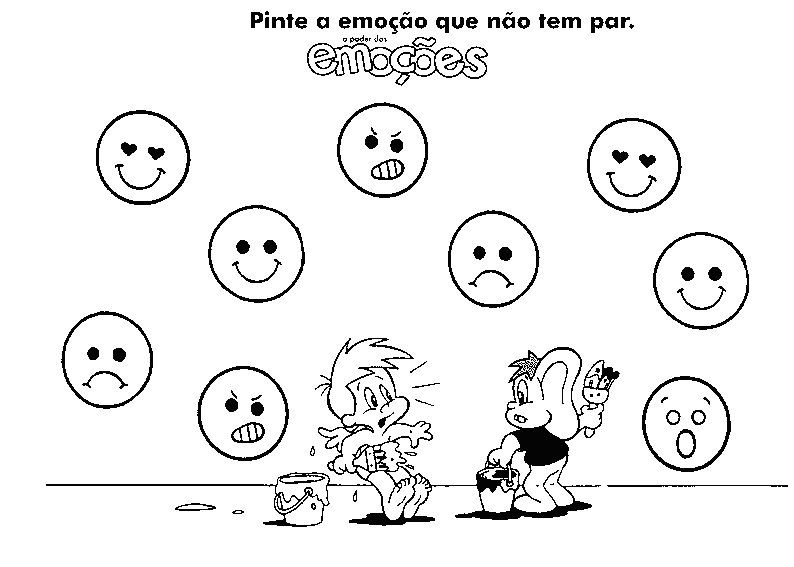 Pinte a emoção que não tem par.
o poder das
emoções